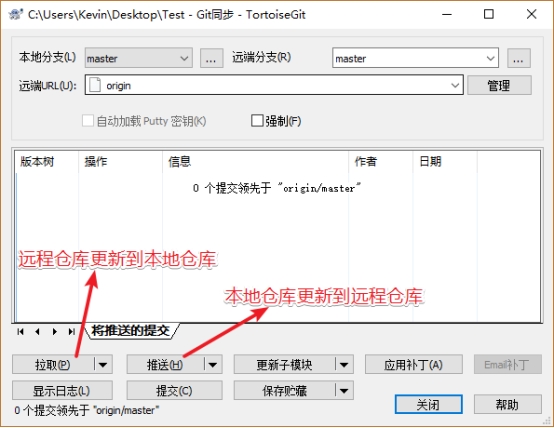 C:\Users\Kevin\Desktop\Test - Git同步 - TortoiseGit
本地分支(L) master ... 远端分支(R) master ...
远端URL(U): origin 管理
自动加载 Putty 密钥(K) 强制(F)
版本树 操作 信息 作者 日期
0 个提交领先于 "origin/master"
远程仓库更新到本地仓库
本地仓库更新到远程仓库
将推送的提交
拉取(P) 推送(H) 更新子模块 应用补丁(A) Email补丁
显示日志(L) 提交(C) 保存贮藏 关闭 帮助
0 个提交领先于 "origin/master"